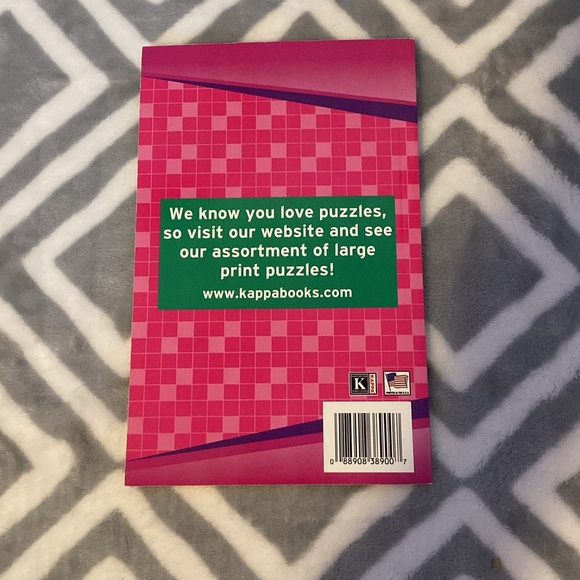 We know you love puzzles,
so visit our website and see
our assortment of large
print puzzles!
www.kappabooks.com
K
0 88908 38900 7